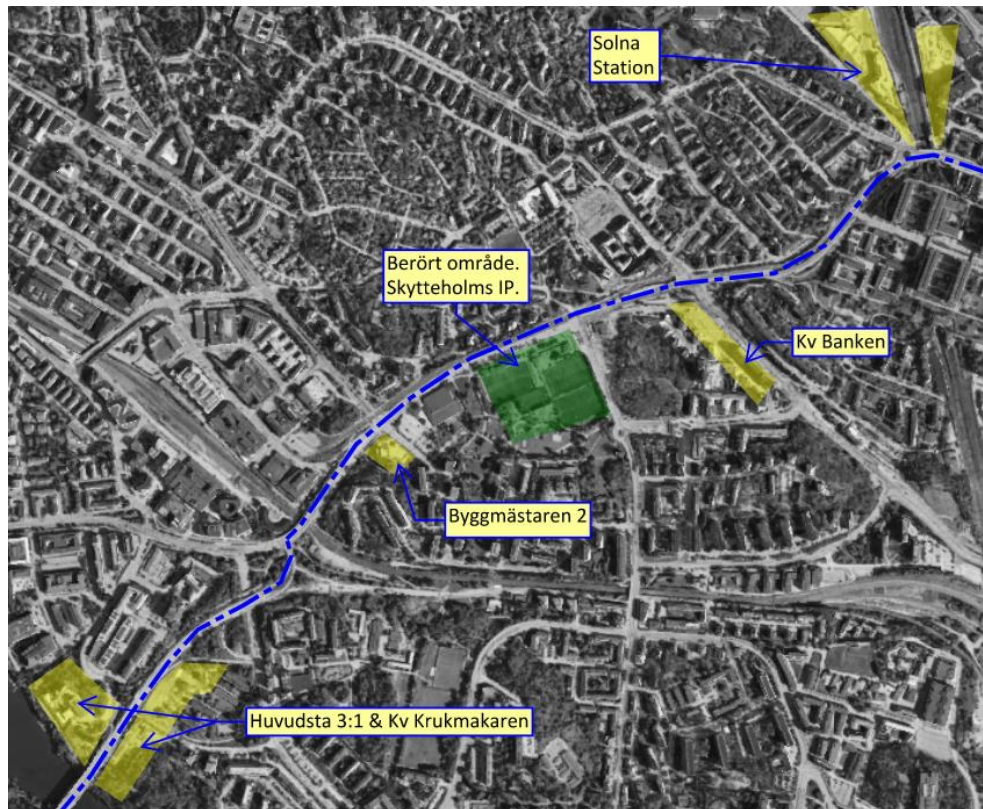 Solna
Station
Berört område.
Skytteholms IP.
Kv Banken
Byggmästaren 2
Huvudsta 3:1 & Kv Krukmakaren